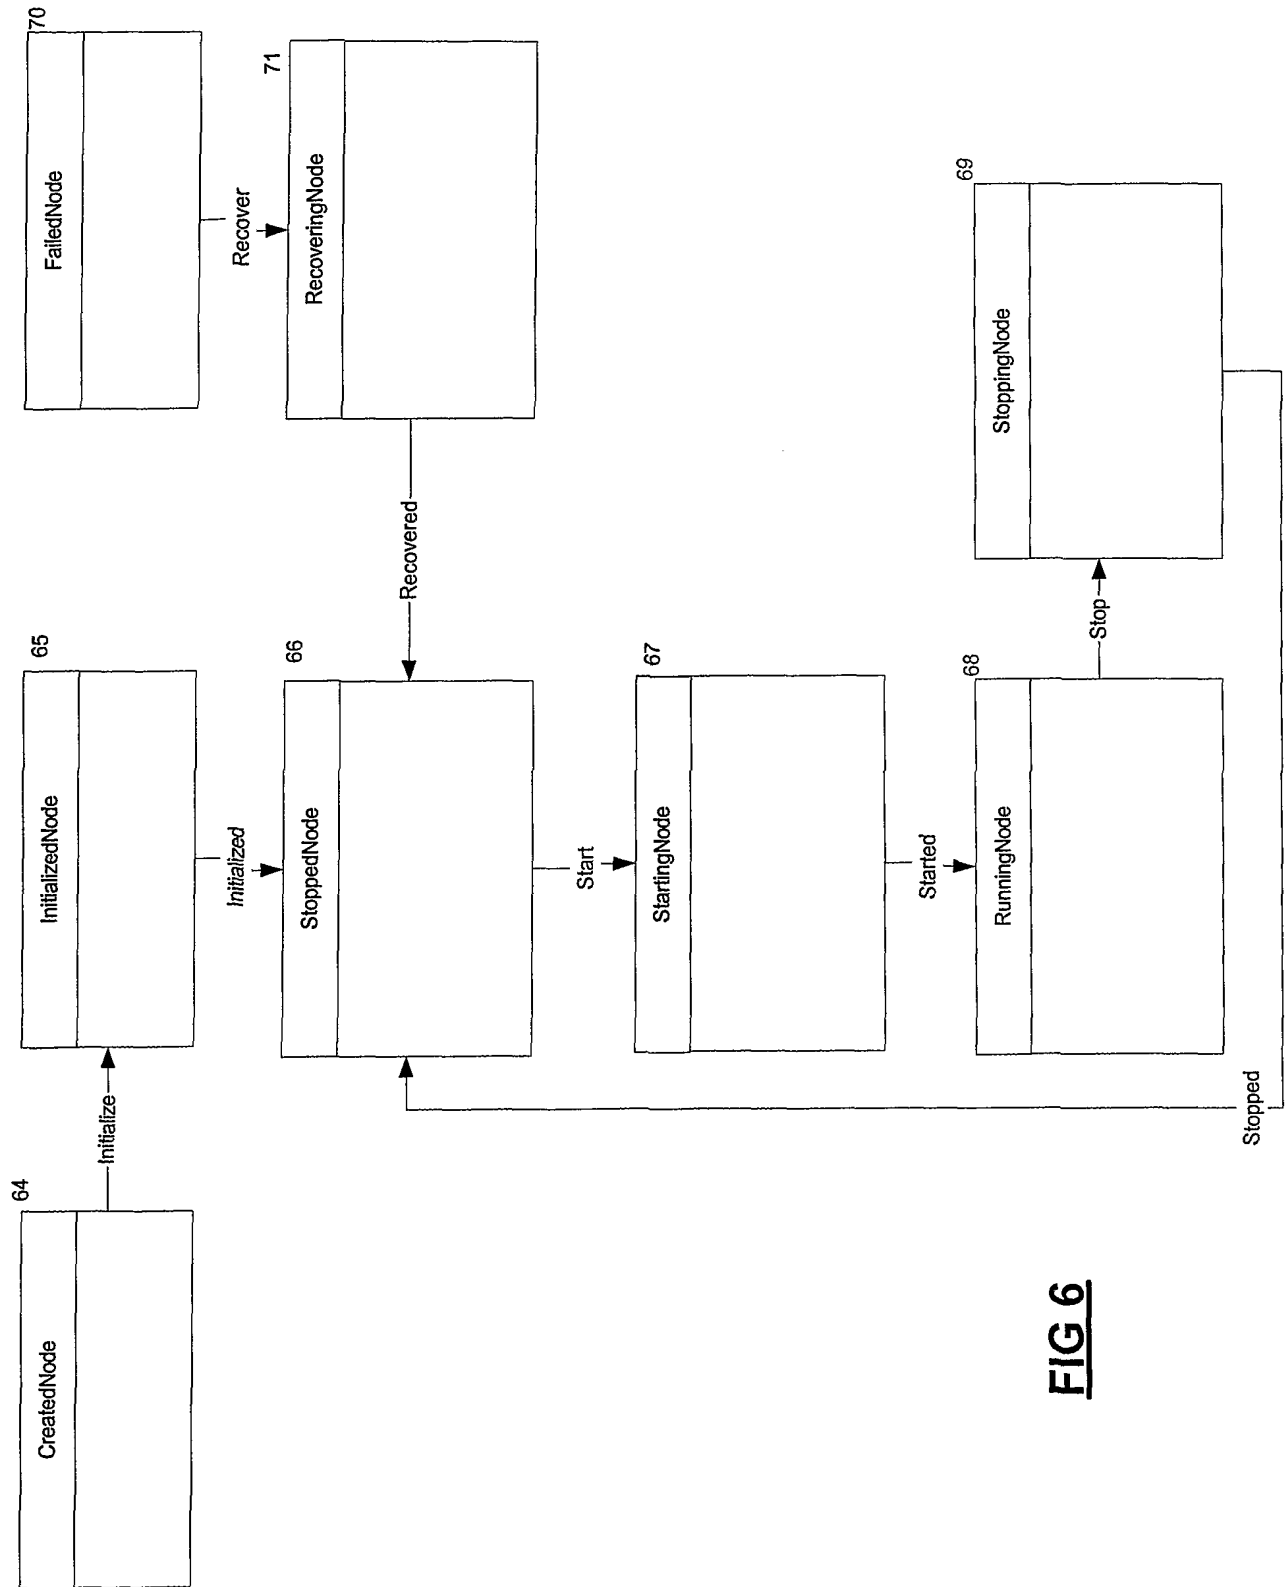 64
CreatedNode
Initialize
65
InitializedNode
Initialized
70
FailedNode
Recover
71
RecoveringNode
Recovered
66
StoppedNode
Start
67
StartingNode
Started
68
RunningNode
Stop
69
StoppingNode
Stopped
FIG 6